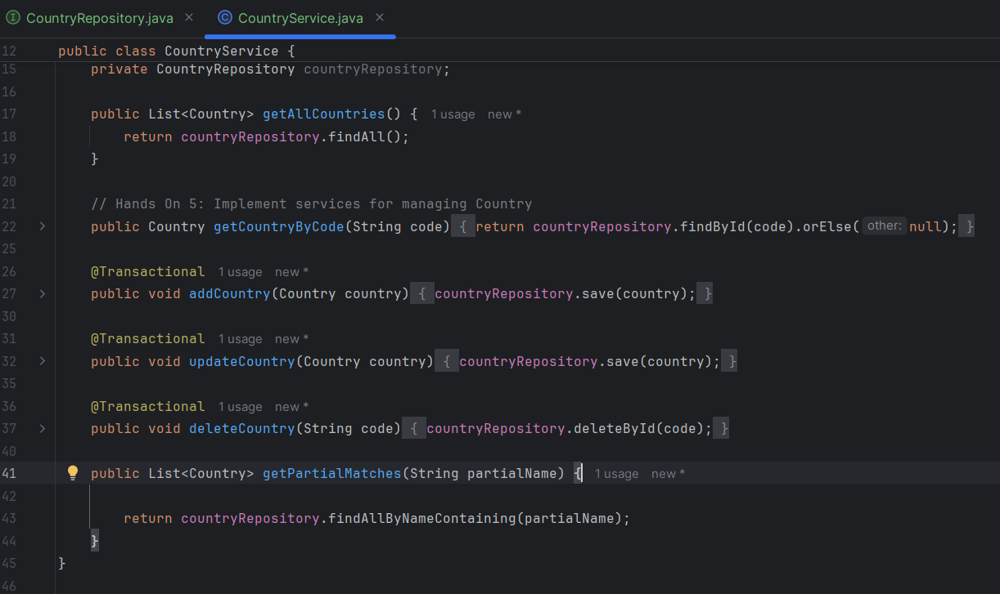 CountryRepository.java × CountryService.java ×
12 public class CountryService {
15 private CountryRepository countryRepository;
16
17 public List<Country> getAllCountries() { 1 usage new *
18 return countryRepository.findAll();
19 }
20
21 // Hands On 5: Implement services for managing Country
22 public Country getCountryByCode(String code) { return countryRepository.findById(code).orElse( other: null); }
25
26 @Transactional 1 usage new *
27 public void addCountry(Country country) { countryRepository.save(country); }
30
31 @Transactional 1 usage new *
32 public void updateCountry(Country country) { countryRepository.save(country); }
35
36 @Transactional 1 usage new *
37 public void deleteCountry(String code) { countryRepository.deleteById(code); }
40
41 public List<Country> getPartialMatches(String partialName) { 1 usage new *
42
43 return countryRepository.findAllByNameContaining(partialName);
44 }
45 }
46